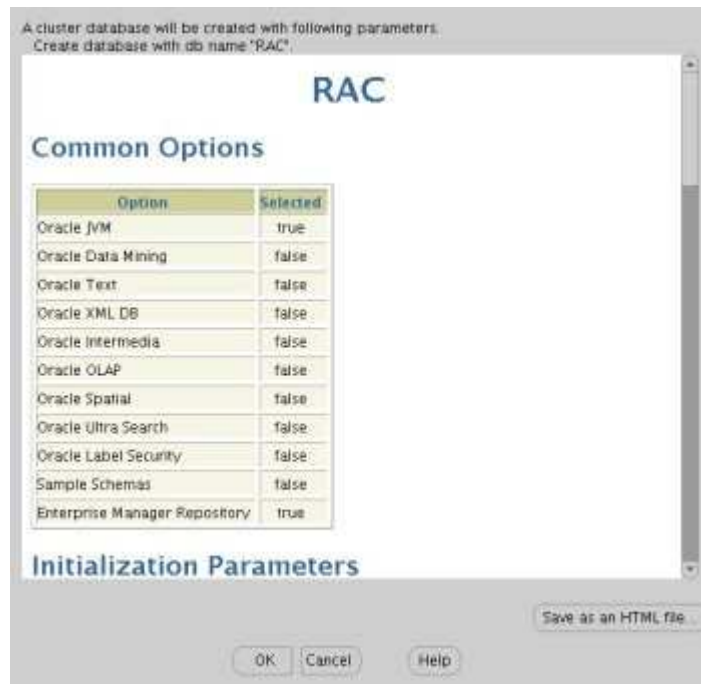 A cluster database will be created with following parameters.
Create database with db name "RAC".
RAC
Common Options
Option Selected
Oracle JVM true
Oracle Data Mining false
Oracle Text false
Oracle XML DB false
Oracle Intermedia false
Oracle OLAP false
Oracle Spatial false
Oracle Ultra Search false
Oracle Label Security false
Sample Schemas false
Enterprise Manager Repository true
Initialization Parameters
Save as an HTML file...
OK Cancel Help